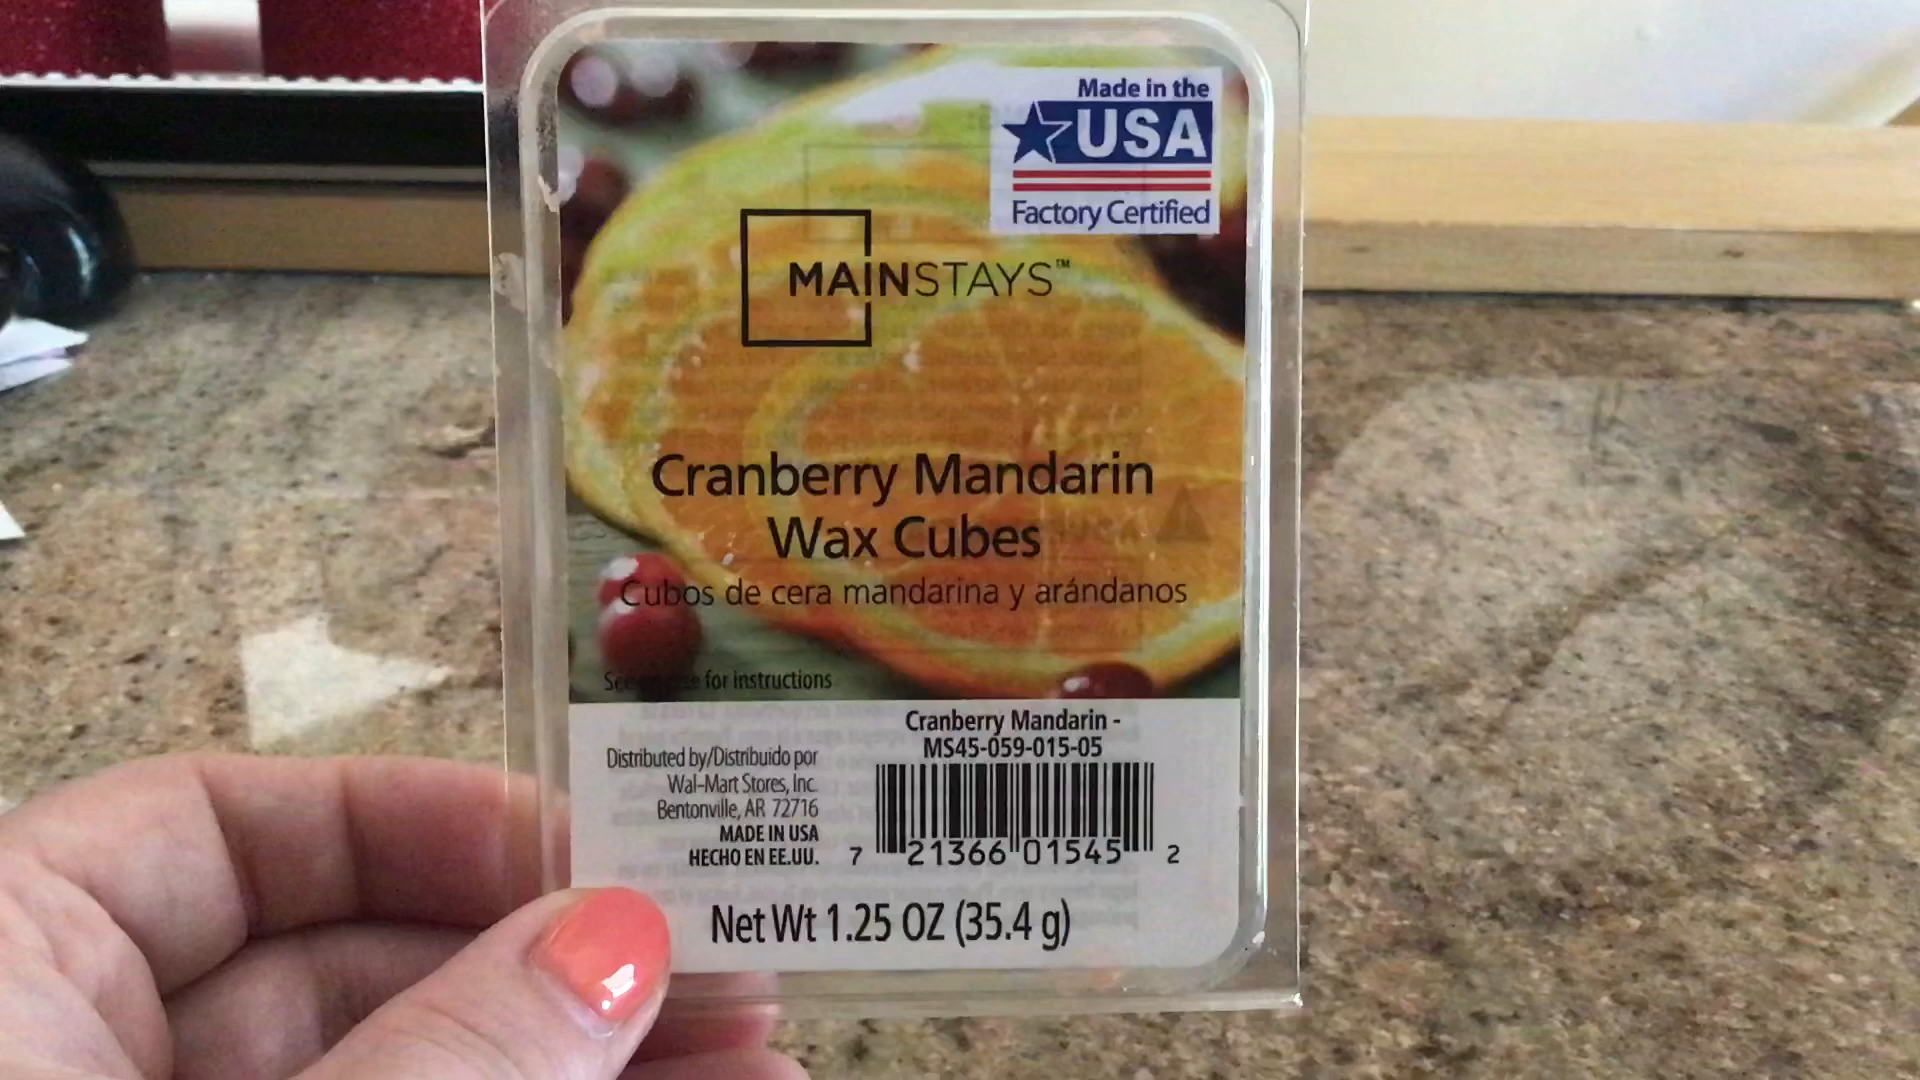 Made in the
USA
Factory Certified
MAINSTAYS™
Cranberry Mandarin
Wax Cubes
Cubos de cera mandarina y arándanos
See for instructions
Cranberry Mandarin -
MS45-059-015-05
Distributed by/Distribuido por
Wal-Mart Stores, Inc.
Bentonville, AR 72716
MADE IN USA
HECHO EN EE.UU.
7 21366 01545 2
Net Wt 1.25 OZ (35.4 g)